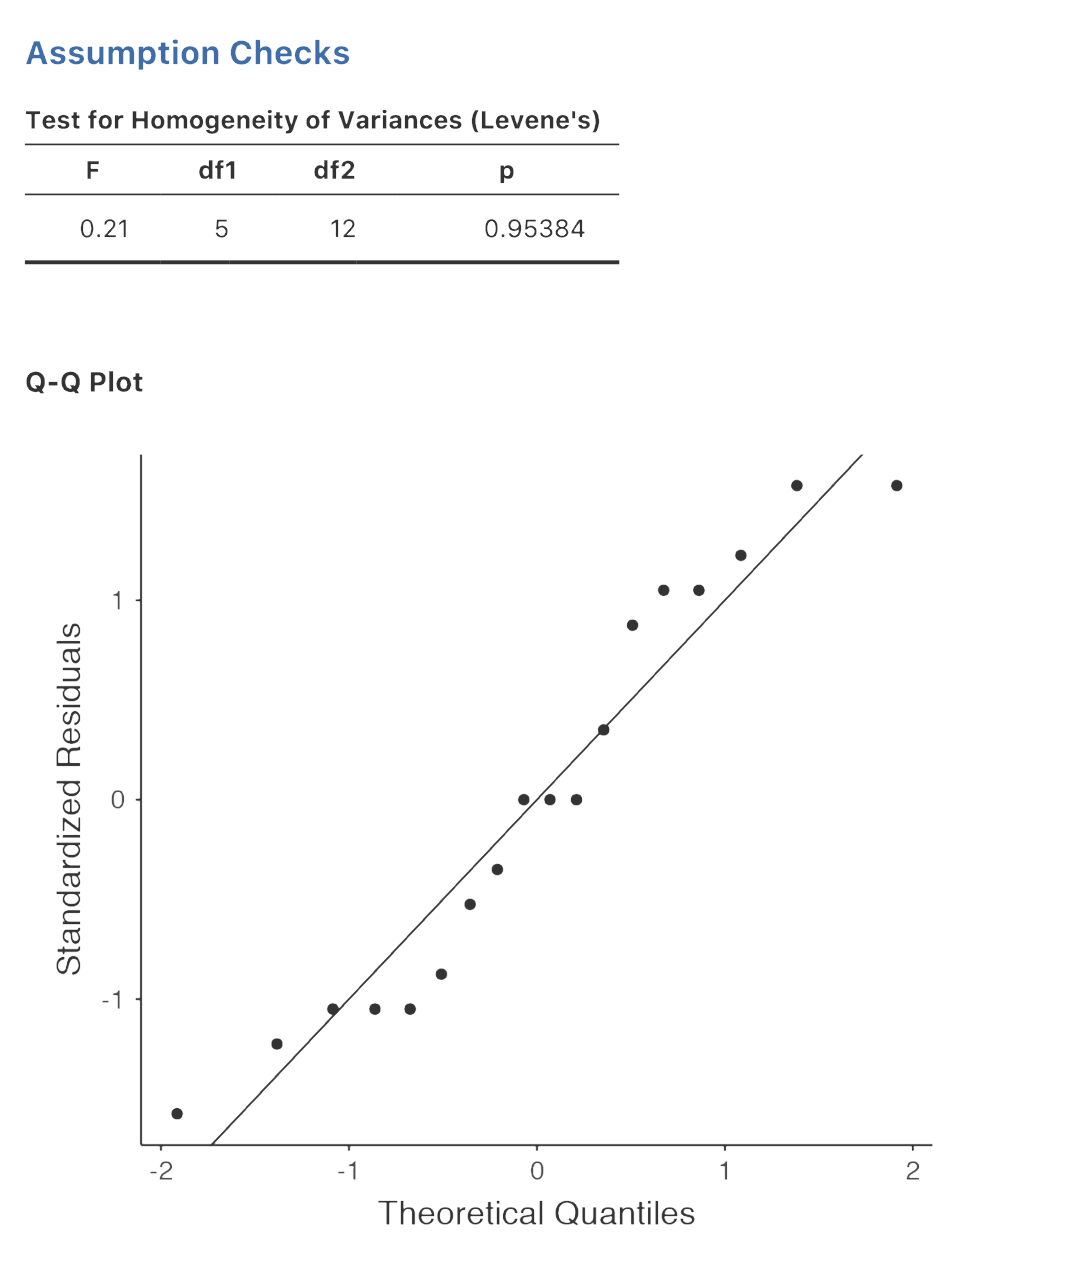 Assumption Checks
Test for Homogeneity of Variances (Levene's)
F df1 df2 p
0.21 5 12 0.95384
Q-Q Plot
1
0
-1
Standardized Residuals
-2 -1 0 1 2
Theoretical Quantiles